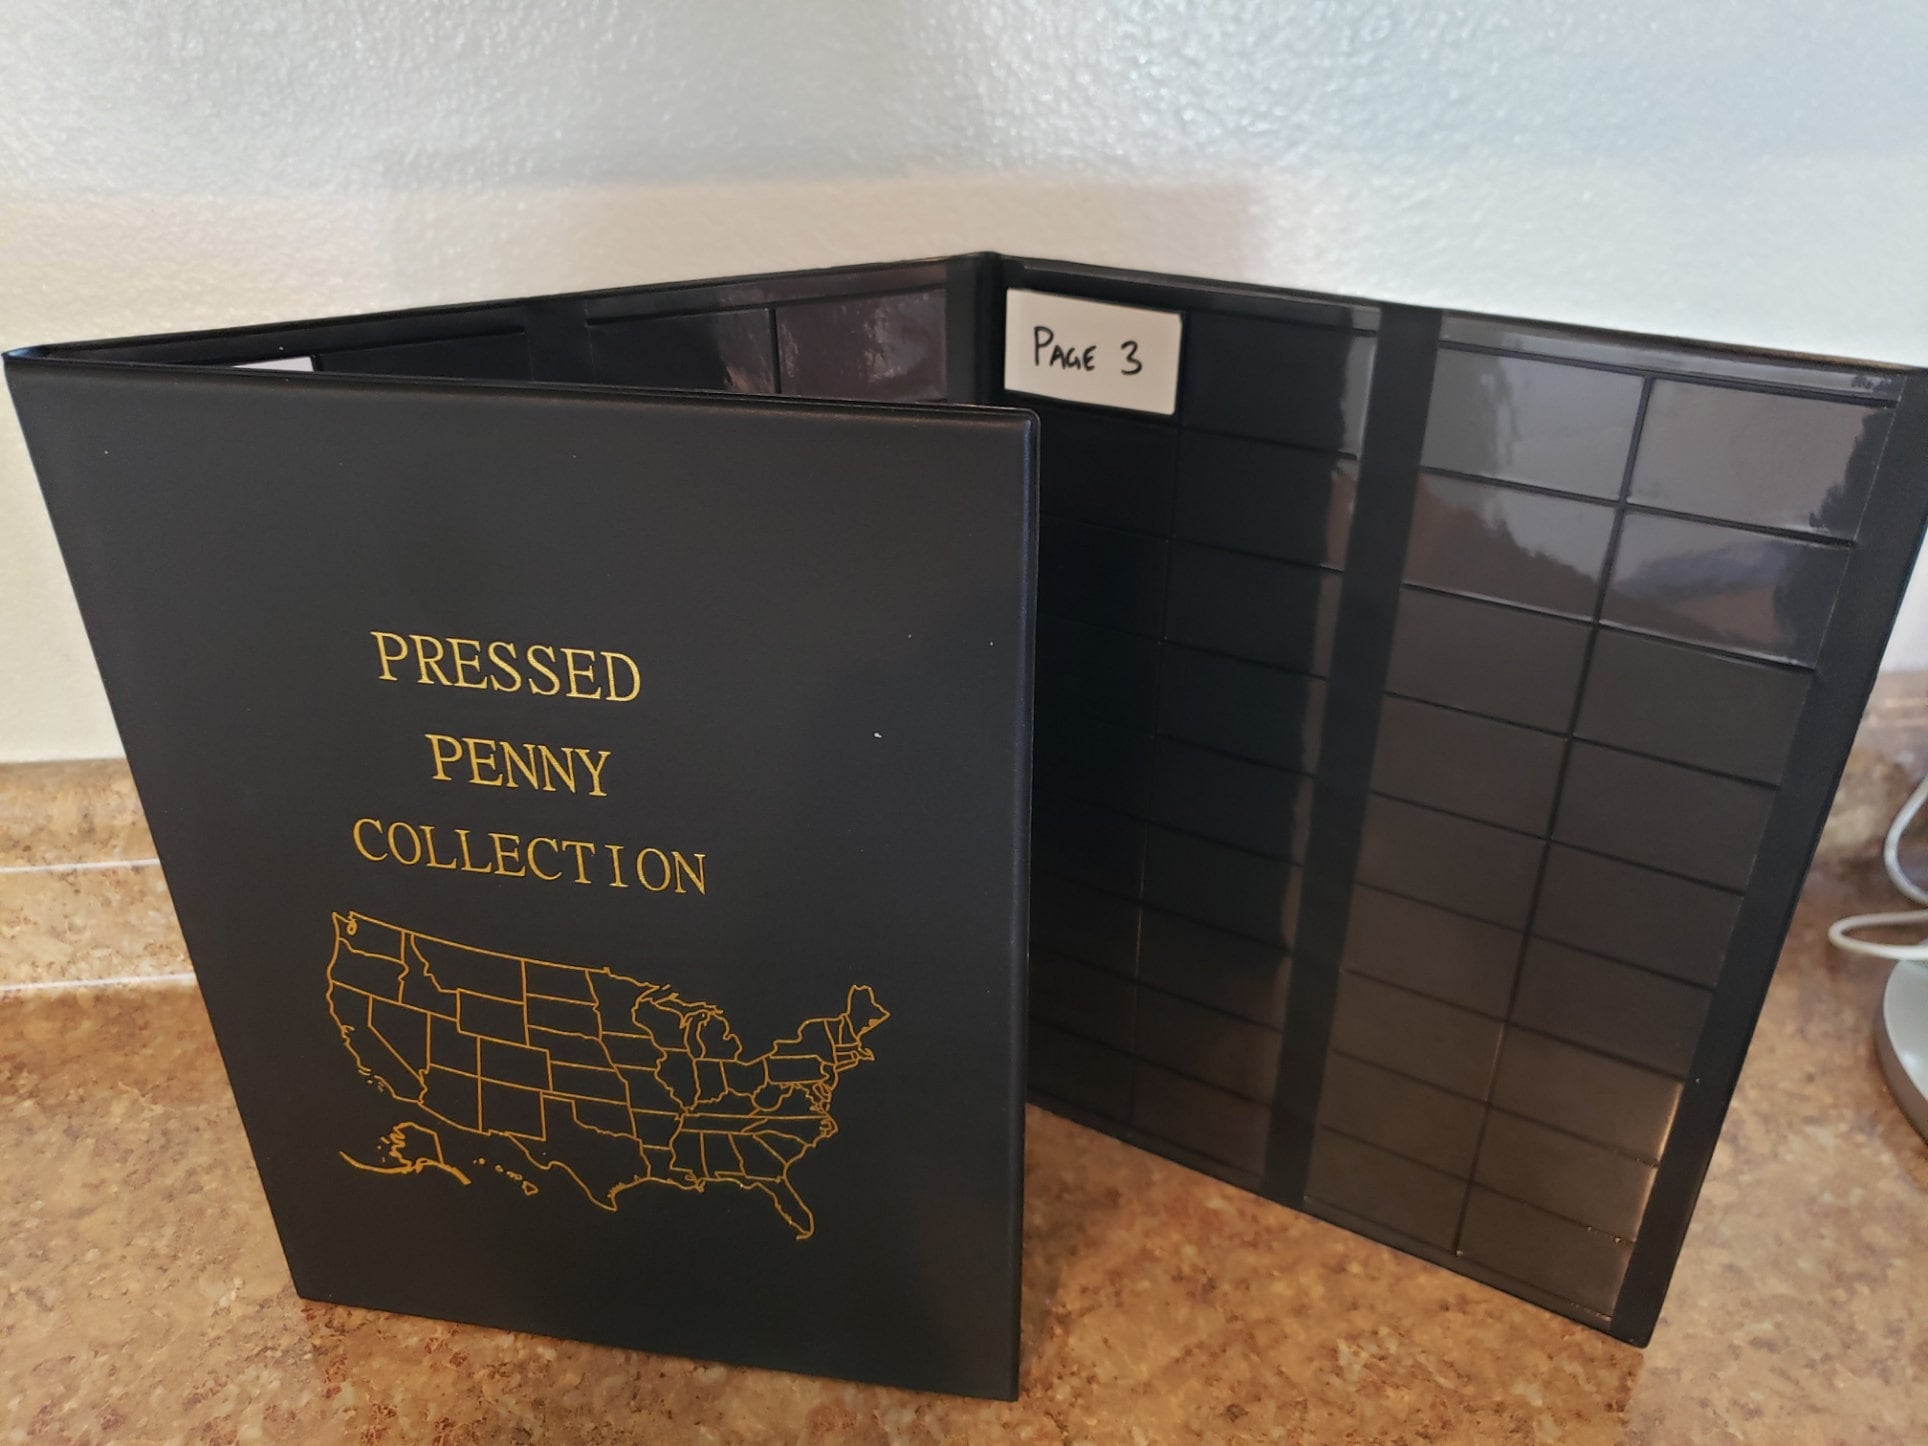 PRESSED
PENNY
COLLECTION
PAGE 3